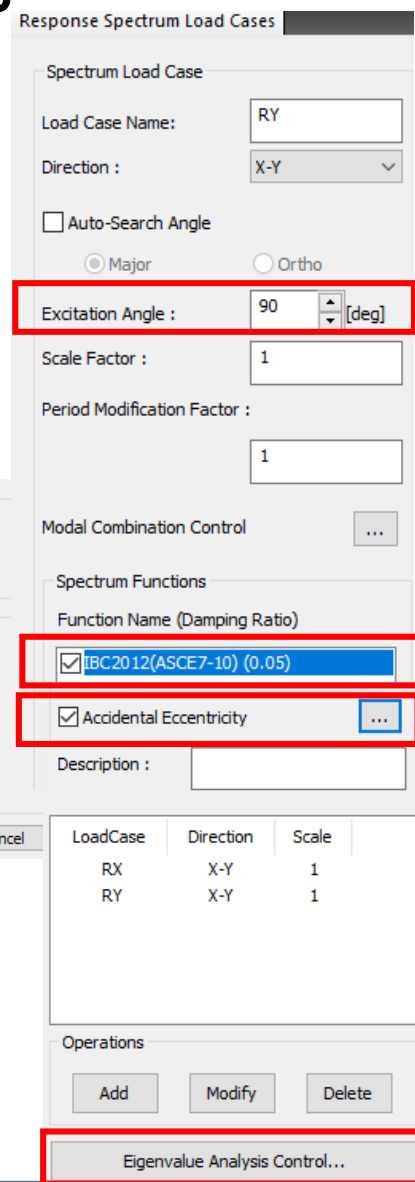 Response Spectrum Load Cases
Spectrum Load Case
Load Case Name: RY
Direction : X-Y
Auto-Search Angle
Major Ortho
Excitation Angle : 90 [deg]
Scale Factor : 1
Period Modification Factor :
1
Modal Combination Control ...
Spectrum Functions
Function Name (Damping Ratio)
IBC2012(ASCE7-10) (0.05)
Accidental Eccentricity ...
Description :
LoadCase Direction Scale
RX X-Y 1
RY X-Y 1
Operations
Add Modify Delete
Eigenvalue Analysis Control...